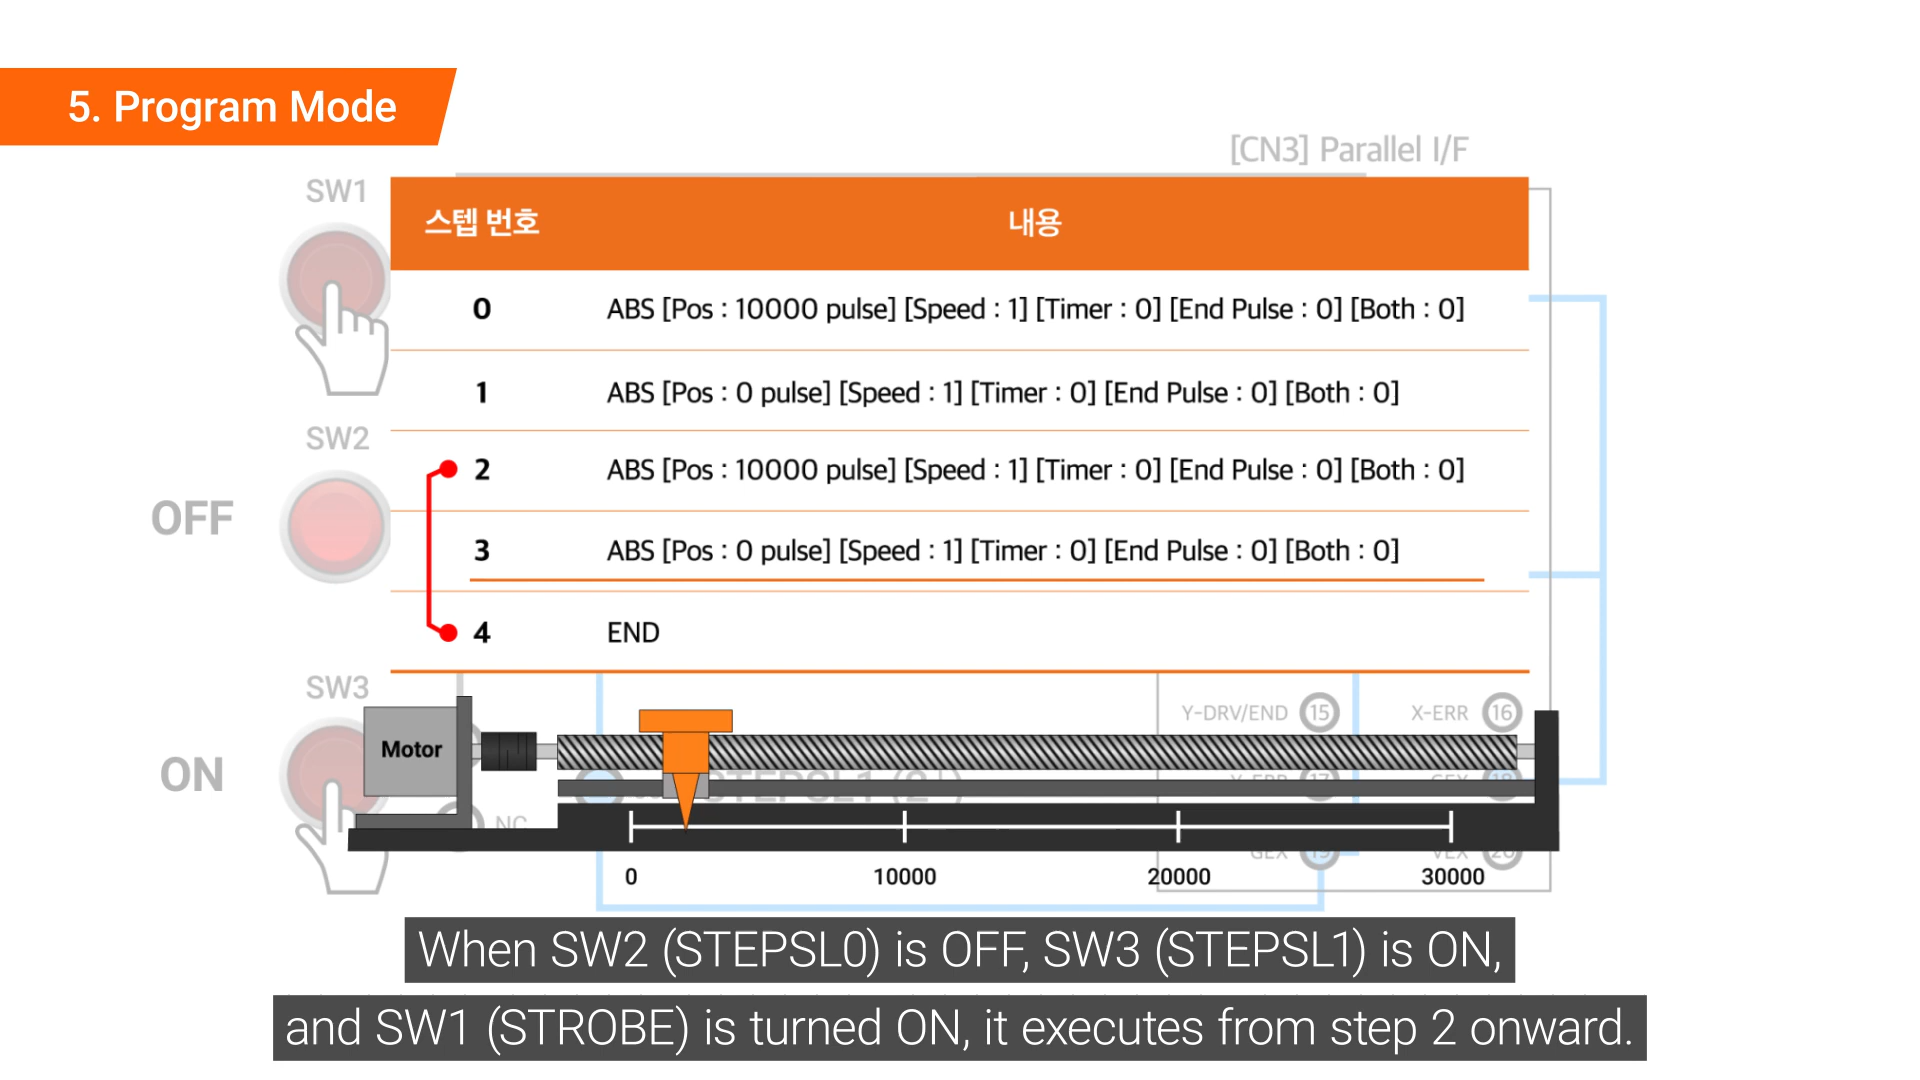 5. Program Mode
[CN3] Parallel I/F
SW1
스텝 번호 내용
0 ABS [Pos : 10000 pulse] [Speed : 1] [Timer : 0] [End Pulse : 0] [Both : 0]
1 ABS [Pos : 0 pulse] [Speed : 1] [Timer : 0] [End Pulse : 0] [Both : 0]
SW2
2 ABS [Pos : 10000 pulse] [Speed : 1] [Timer : 0] [End Pulse : 0] [Both : 0]
OFF
3 ABS [Pos : 0 pulse] [Speed : 1] [Timer : 0] [End Pulse : 0] [Both : 0]
4 END
SW3
Y-DRV/END 15 X-ERR 16
Motor
ON
NC
0 10000 20000 30000
When SW2 (STEPSL0) is OFF, SW3 (STEPSL1) is ON,
and SW1 (STROBE) is turned ON, it executes from step 2 onward.